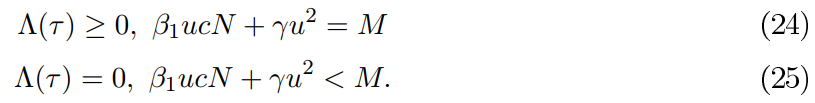 Λ(τ) ≥ 0, β₁ucN + γu² = M (24)
Λ(τ) = 0, β₁ucN + γu² < M. (25)